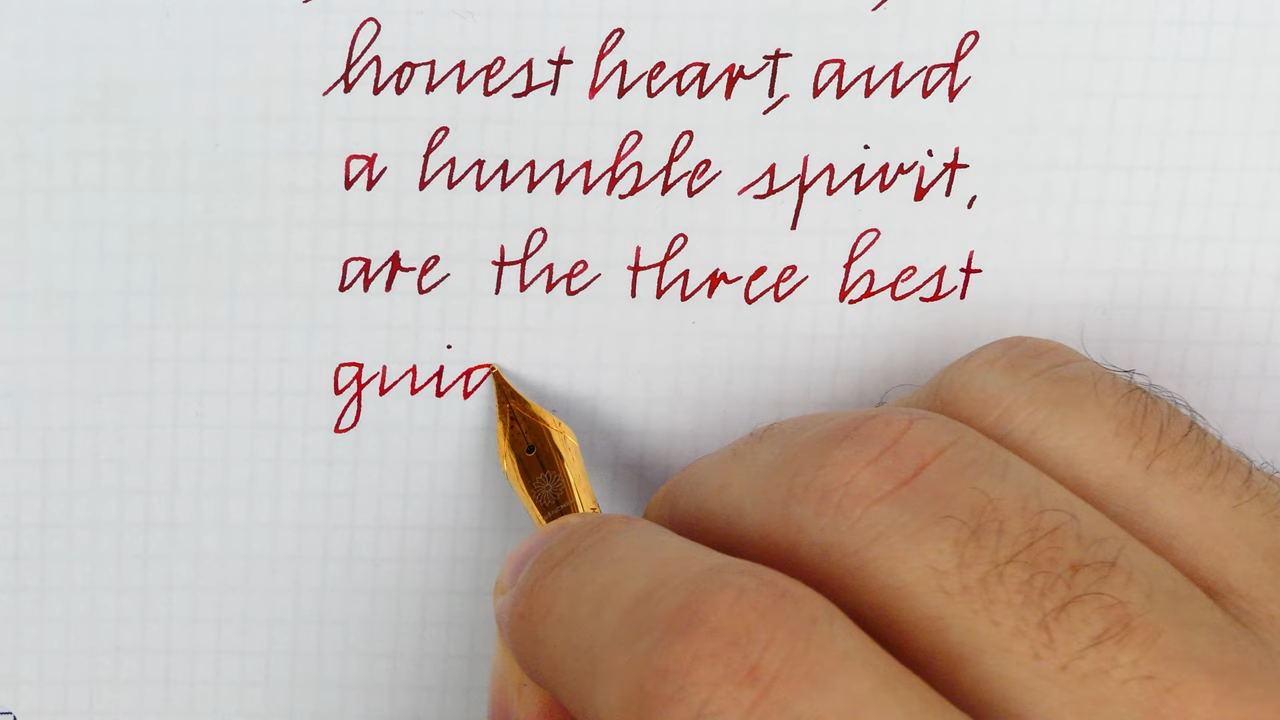 honest heart, and
a humble spirit,
are the three best
guid